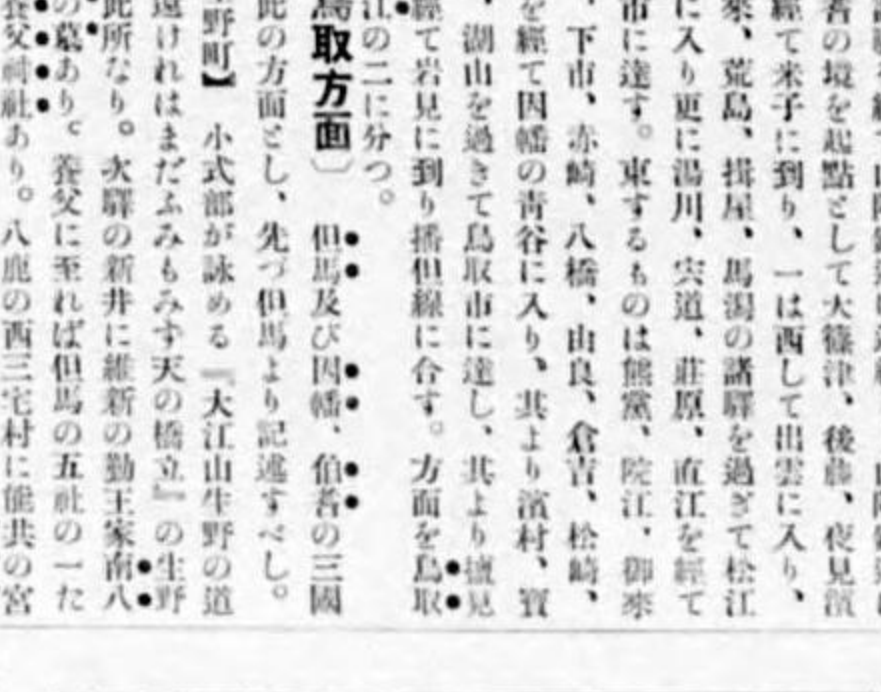 者の境を起點として大篠津、後藤、夜見濱
經て米子に到り、一は西して出雲に入り、
來、荒島、揖屋、馬潟の諸驛を過ぎて松江
に入り更に湯川、宍道、莊原、直江を經て
市に達す。東するものは熊黨、院江、御來
、下市、赤崎、八橋、由良、倉吉、松崎、
を經て因幡の靑谷に入り、其より濱村、寶
、湖山を過きて鳥取市に達し、其より
經て岩見に到り播但線に合す。方面を鳥取
江の二に分つ。
鳥取方面〕 但馬及び因幡、伯耆の三國
此の方面とし、先づ但馬より記述すべし。
野町】 小式部が詠める『大江山生野の道
遠けれはまだふみもみす天の橋立』の生野
此所なり。次驛の新井に維新の勤王家南八
の墓あり。養父に至れば但馬の五社の一た
養父祠社あり。八鹿の西三宅村に能共の宮